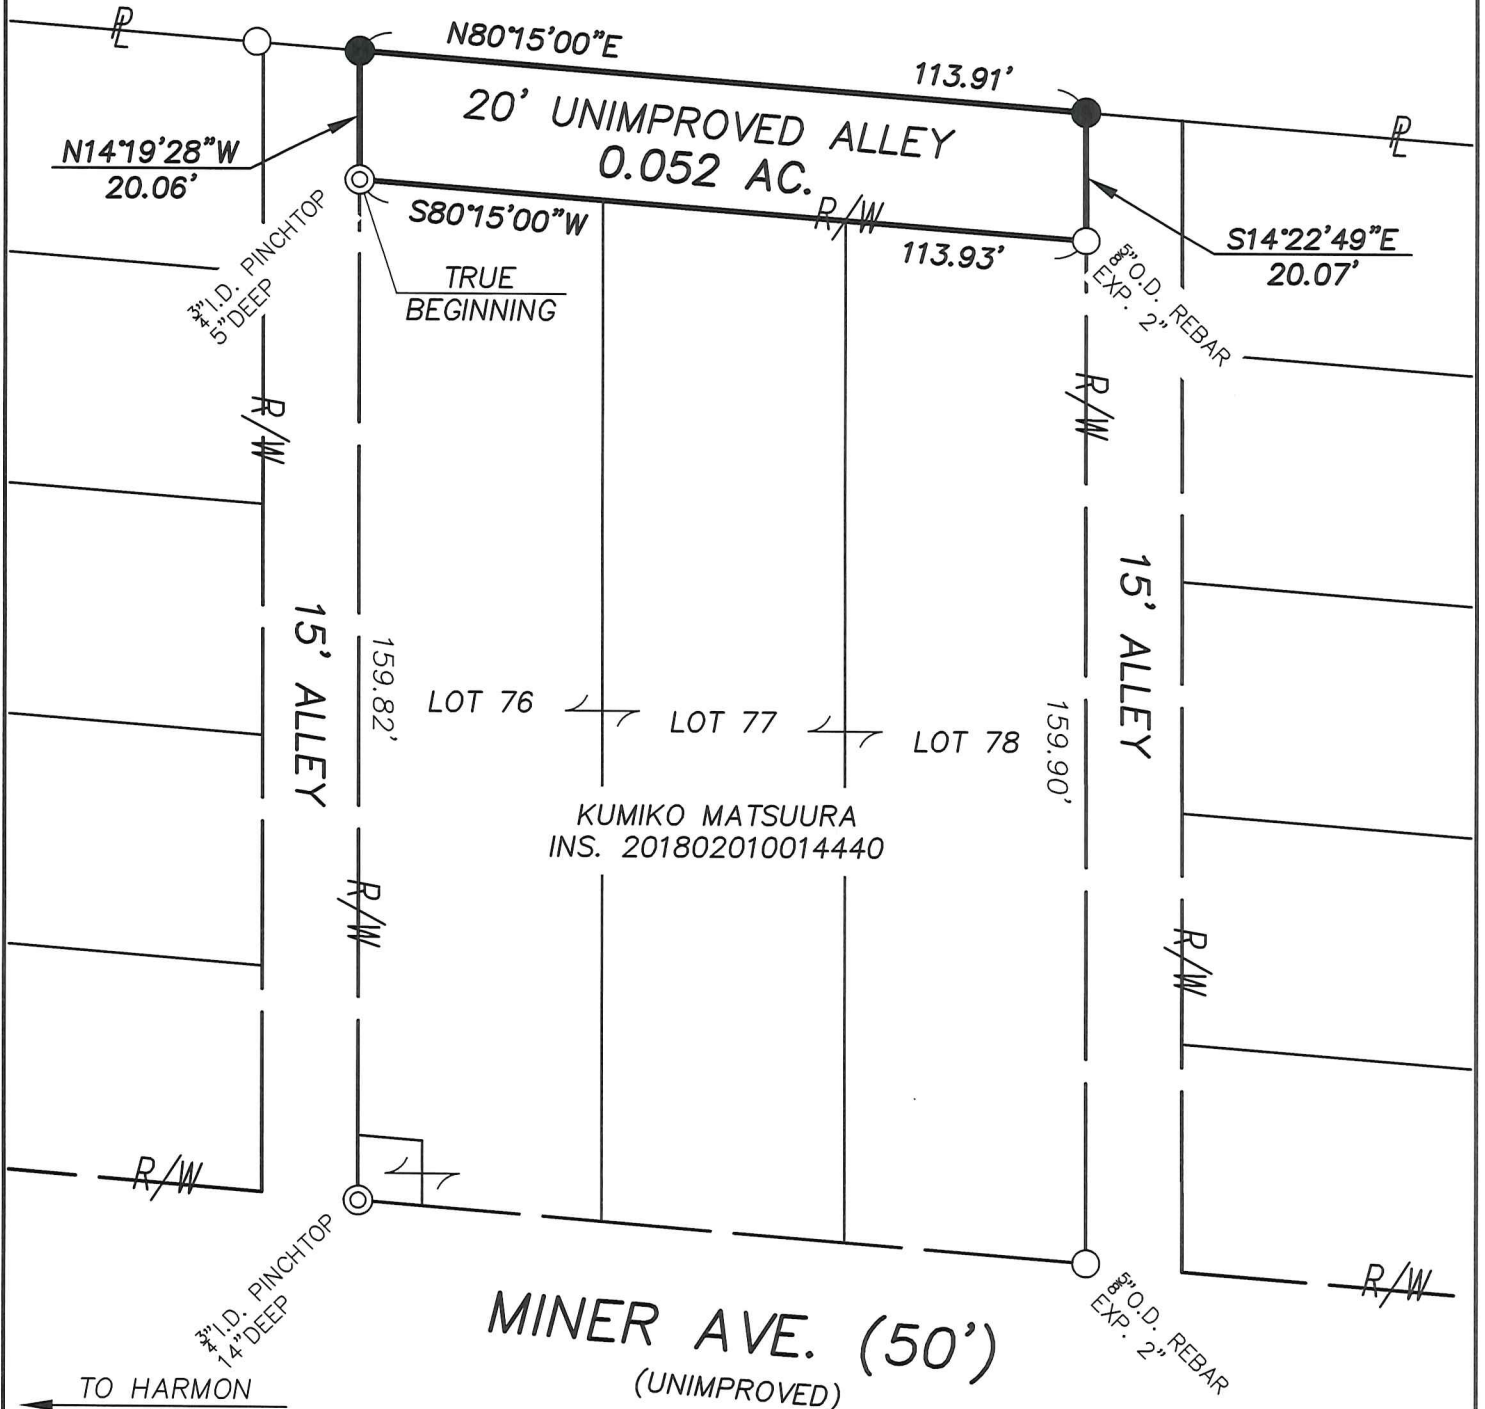 PL
N80°15'00"E
113.91'
20' UNIMPROVED ALLEY
0.052 AC.
PL
N14°19'28"W
20.06'
S80°15'00"W
R/W
113.93'
S14°22'49"E
20.07'
3/4" I.D. PINCHTOP
5" DEEP
TRUE
BEGINNING
5/8" O.D. REBAR
EXP. 2"
R/W
R/W
15' ALLEY
159.82'
15' ALLEY
159.90'
LOT 76
LOT 77
LOT 78
KUMIKO MATSUURA
INS. 201802010014440
R/W
R/W
R/W
3/4" I.D. PINCHTOP
14" DEEP
R/W
5/8" O.D. REBAR
EXP. 2"
MINER AVE. (50')
(UNIMPROVED)
TO HARMON